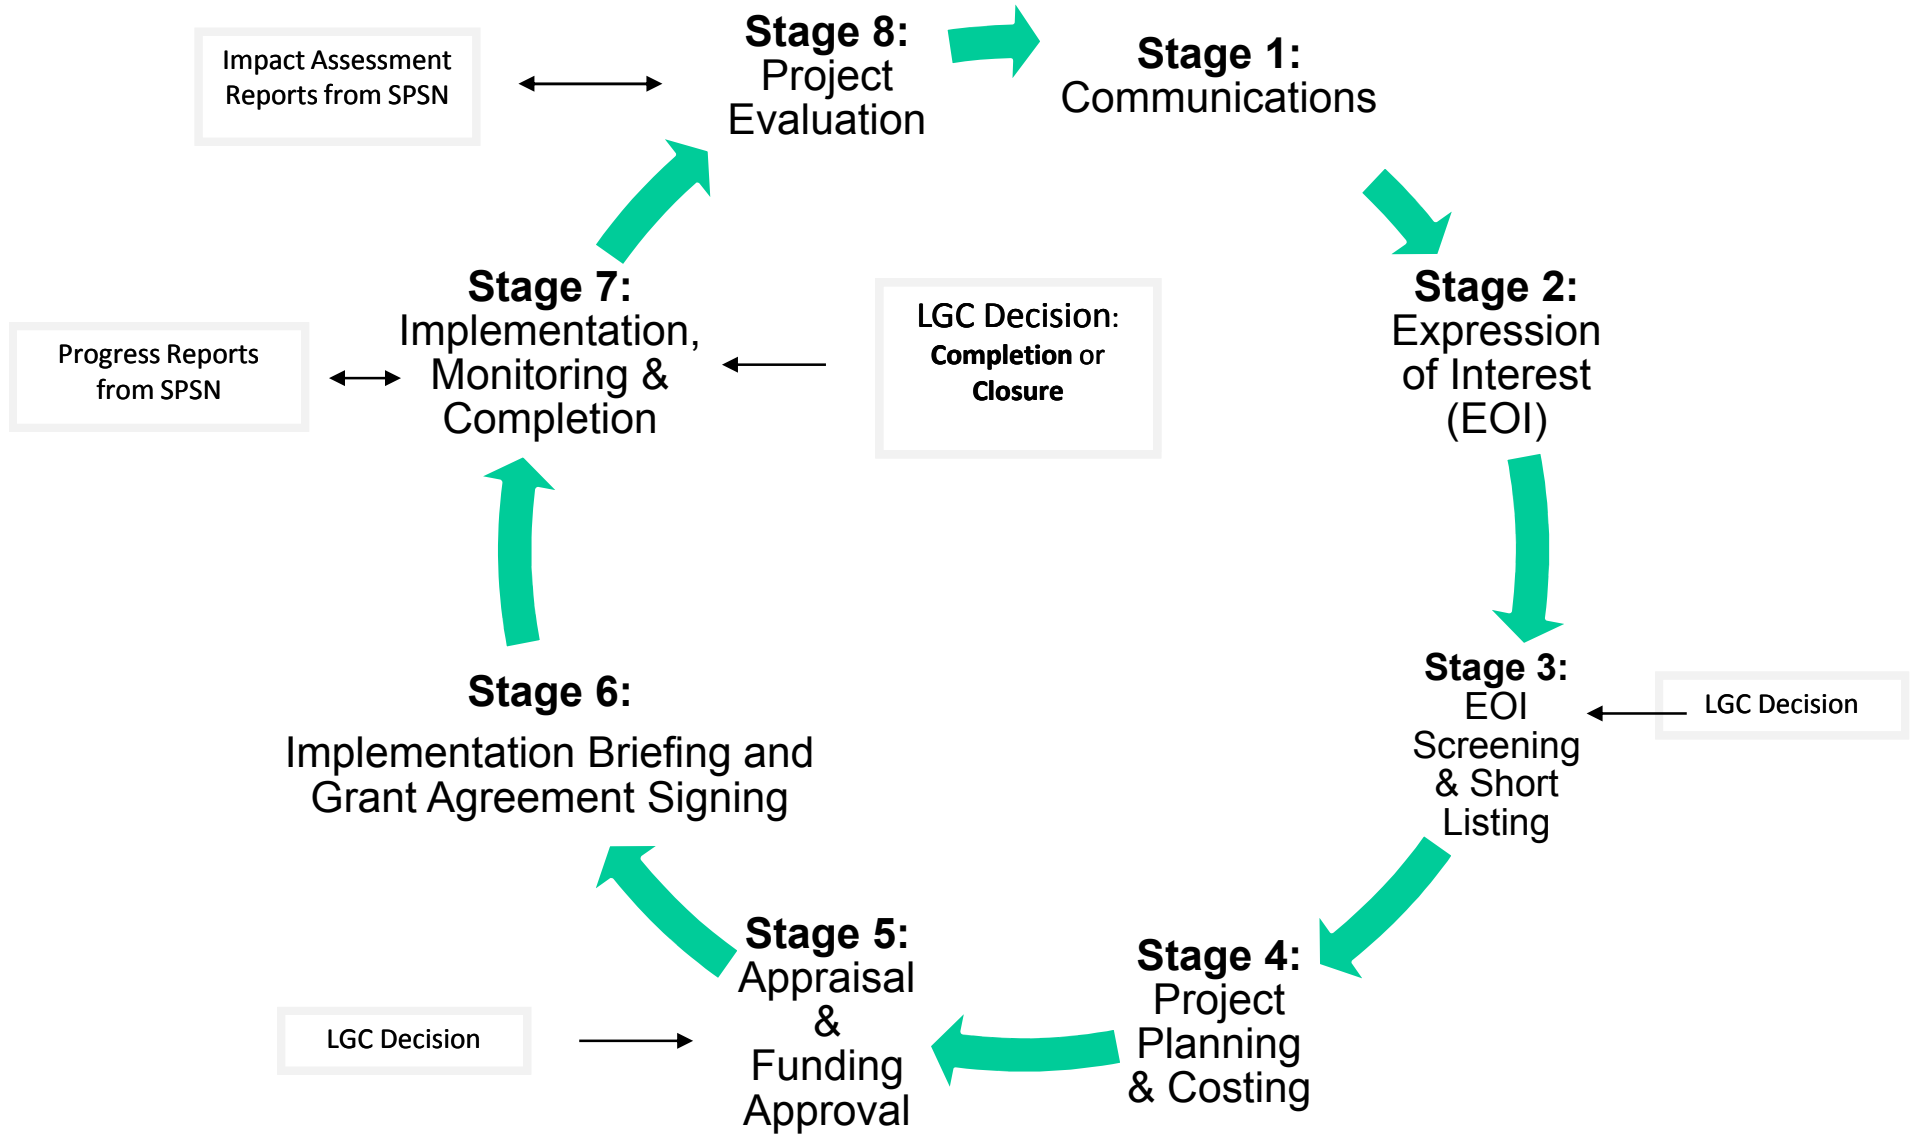 Stage 8:
Project
Evaluation
Stage 1:
Communications
Impact Assessment
Reports from SPSN
Stage 2:
Expression
of Interest
(EOI)
Stage 7:
Implementation,
Monitoring &
Completion
LGC Decision:
Completion or
Closure
Progress Reports
from SPSN
Stage 3:
EOI
Screening
& Short
Listing
LGC Decision
Stage 6:
Implementation Briefing and
Grant Agreement Signing
Stage 5:
Appraisal
&
Funding
Approval
Stage 4:
Project
Planning
& Costing
LGC Decision